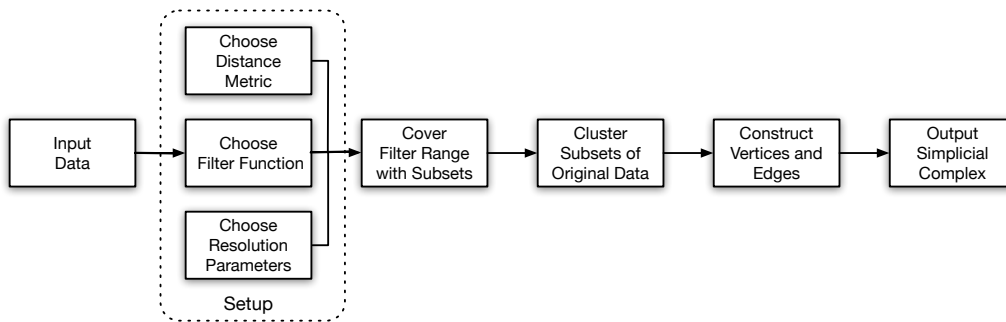 Input
Data
Choose
Distance
Metric
Choose
Filter Function
Choose
Resolution
Parameters
Setup
Cover
Filter Range
with Subsets
Cluster
Subsets of
Original Data
Construct
Vertices and
Edges
Output
Simplicial
Complex